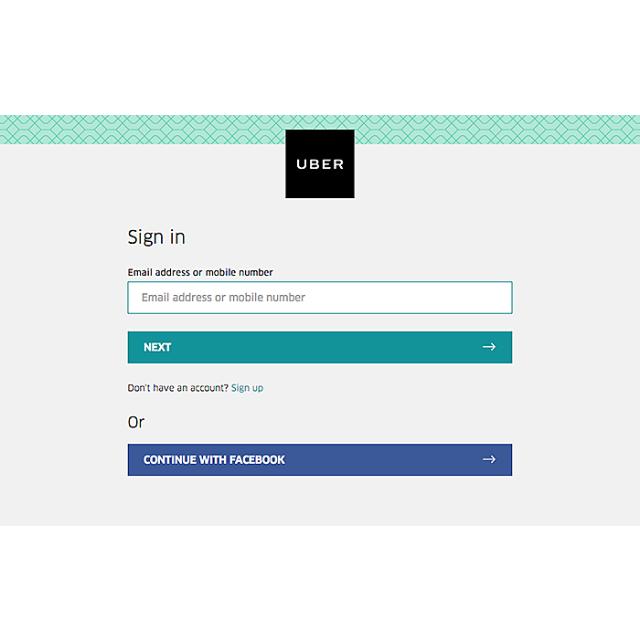 UBER
Sign in
Email address or mobile number
Email address or mobile number
NEXT →
Don't have an account? Sign up
Or
CONTINUE WITH FACEBOOK →